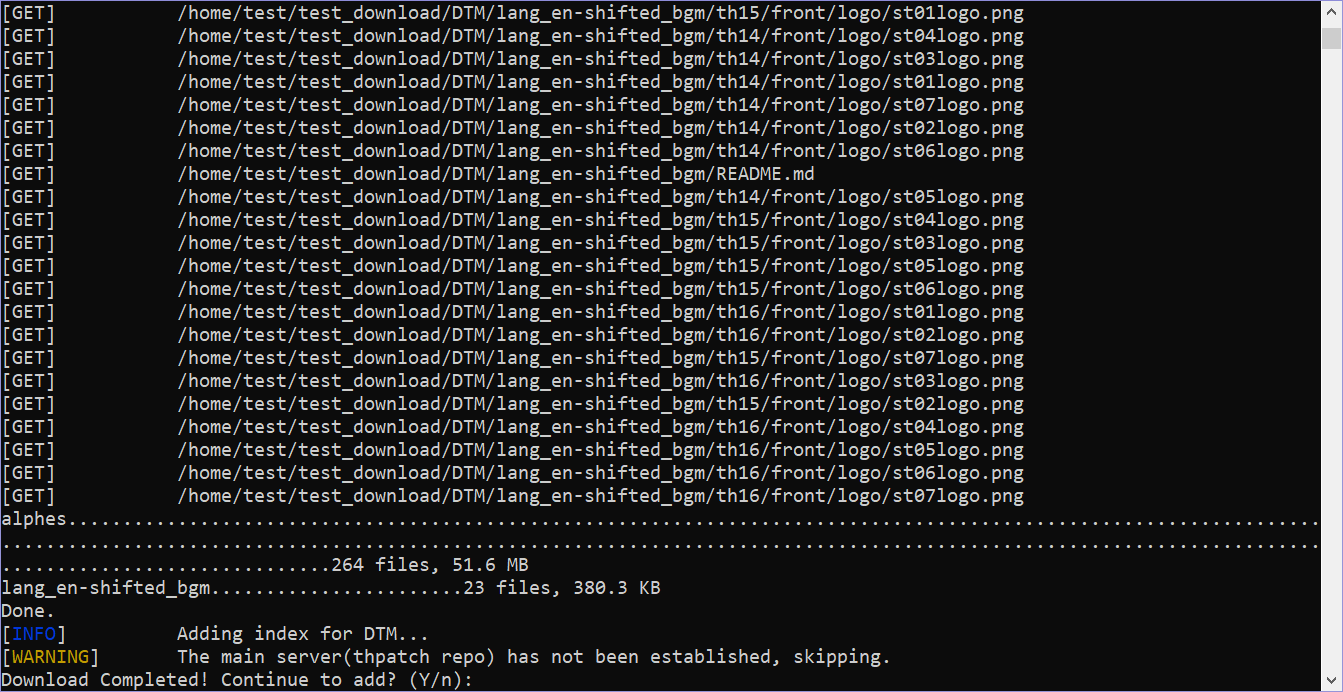 [GET] /home/test/test_download/DTM/lang_en-shifted_bgm/th15/front/logo/st01logo.png
[GET] /home/test/test_download/DTM/lang_en-shifted_bgm/th14/front/logo/st04logo.png
[GET] /home/test/test_download/DTM/lang_en-shifted_bgm/th14/front/logo/st03logo.png
[GET] /home/test/test_download/DTM/lang_en-shifted_bgm/th14/front/logo/st01logo.png
[GET] /home/test/test_download/DTM/lang_en-shifted_bgm/th14/front/logo/st07logo.png
[GET] /home/test/test_download/DTM/lang_en-shifted_bgm/th14/front/logo/st02logo.png
[GET] /home/test/test_download/DTM/lang_en-shifted_bgm/th14/front/logo/st06logo.png
[GET] /home/test/test_download/DTM/lang_en-shifted_bgm/README.md
[GET] /home/test/test_download/DTM/lang_en-shifted_bgm/th14/front/logo/st05logo.png
[GET] /home/test/test_download/DTM/lang_en-shifted_bgm/th15/front/logo/st04logo.png
[GET] /home/test/test_download/DTM/lang_en-shifted_bgm/th15/front/logo/st03logo.png
[GET] /home/test/test_download/DTM/lang_en-shifted_bgm/th15/front/logo/st05logo.png
[GET] /home/test/test_download/DTM/lang_en-shifted_bgm/th15/front/logo/st06logo.png
[GET] /home/test/test_download/DTM/lang_en-shifted_bgm/th16/front/logo/st01logo.png
[GET] /home/test/test_download/DTM/lang_en-shifted_bgm/th16/front/logo/st02logo.png
[GET] /home/test/test_download/DTM/lang_en-shifted_bgm/th15/front/logo/st07logo.png
[GET] /home/test/test_download/DTM/lang_en-shifted_bgm/th16/front/logo/st03logo.png
[GET] /home/test/test_download/DTM/lang_en-shifted_bgm/th15/front/logo/st02logo.png
[GET] /home/test/test_download/DTM/lang_en-shifted_bgm/th16/front/logo/st04logo.png
[GET] /home/test/test_download/DTM/lang_en-shifted_bgm/th16/front/logo/st05logo.png
[GET] /home/test/test_download/DTM/lang_en-shifted_bgm/th16/front/logo/st06logo.png
[GET] /home/test/test_download/DTM/lang_en-shifted_bgm/th16/front/logo/st07logo.png
alphes..................................................................................................................
........................................................................................................................
..............................264 files, 51.6 MB
lang_en-shifted_bgm.......................23 files, 380.3 KB
Done.
[INFO] Adding index for DTM...
[WARNING] The main server(thpatch repo) has not been established, skipping.
Download Completed! Continue to add? (Y/n):